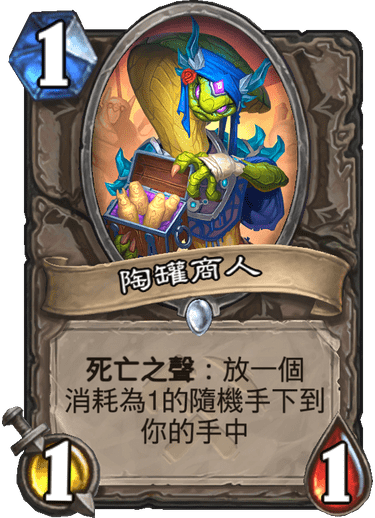 1
陶罐商人
死亡之聲：放一個
消耗為1的隨機手下到
你的手中
1
1